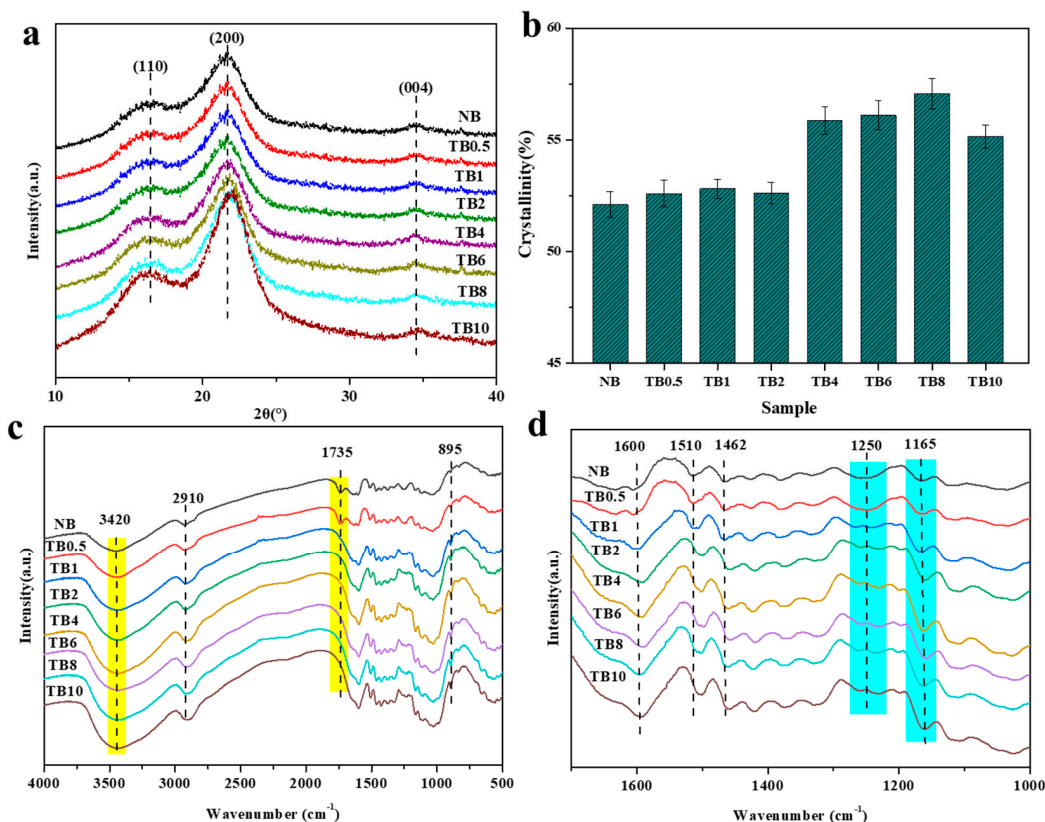 a
(110)
(200)
(004)
NB
TB0.5
TB1
TB2
TB4
TB6
TB8
TB10
Intensity(a.u.)
10 20 30 40
2θ(°)
b
60
55
50
45
Crystallinity(%)
NB TB0.5 TB1 TB2 TB4 TB6 TB8 TB10
Sample
c
3420
2910
1735
895
NB
TB0.5
TB1
TB2
TB4
TB6
TB8
TB10
Intensity(a.u.)
4000 3500 3000 2500 2000 1500 1000 500
Wavenumber (cm⁻¹)
d
1600 1510 1462 1250 1165
NB
TB0.5
TB1
TB2
TB4
TB6
TB8
TB10
Intensity(a.u.)
1600 1400 1200 1000
Wavenumber (cm⁻¹)